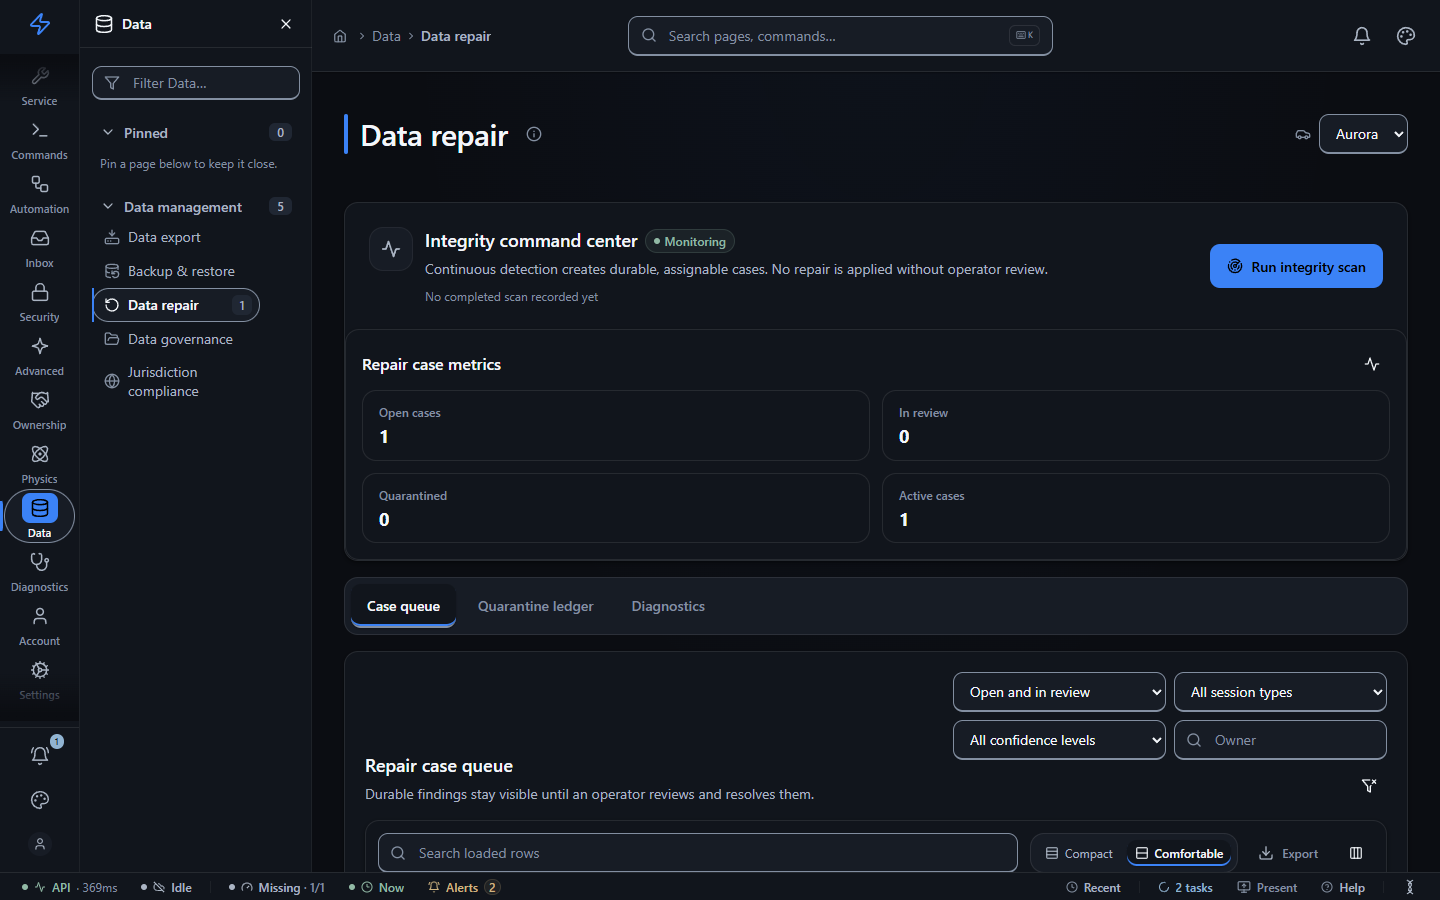 Data
Data
Data repair
Search pages, commands...
K
Service
Commands
Automation
Inbox
Security
Advanced
Ownership
Physics
Data
Diagnostics
Account
Settings
1
Filter Data...
Pinned
0
Pin a page below to keep it close.
Data management
5
Data export
Backup & restore
Data repair
1
Data governance
Jurisdiction
compliance
Data repair
Aurora
Integrity command center
Monitoring
Continuous detection creates durable, assignable cases. No repair is applied without operator review.
No completed scan recorded yet
Run integrity scan
Repair case metrics
Open cases
1
In review
0
Quarantined
0
Active cases
1
Case queue
Quarantine ledger
Diagnostics
Open and in review
All session types
All confidence levels
Owner
Repair case queue
Durable findings stay visible until an operator reviews and resolves them.
Search loaded rows
Compact
Comfortable
Export
API · 369ms
Idle
Missing · 1/1
Now
Alerts 2
Recent
2 tasks
Present
Help